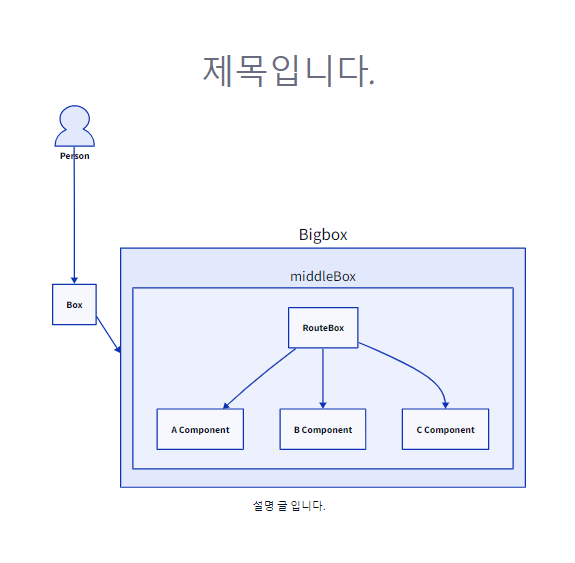 제목입니다.
Person
Bigbox
middleBox
Box
RouteBox
A Component
B Component
C Component
설명 글 입니다.